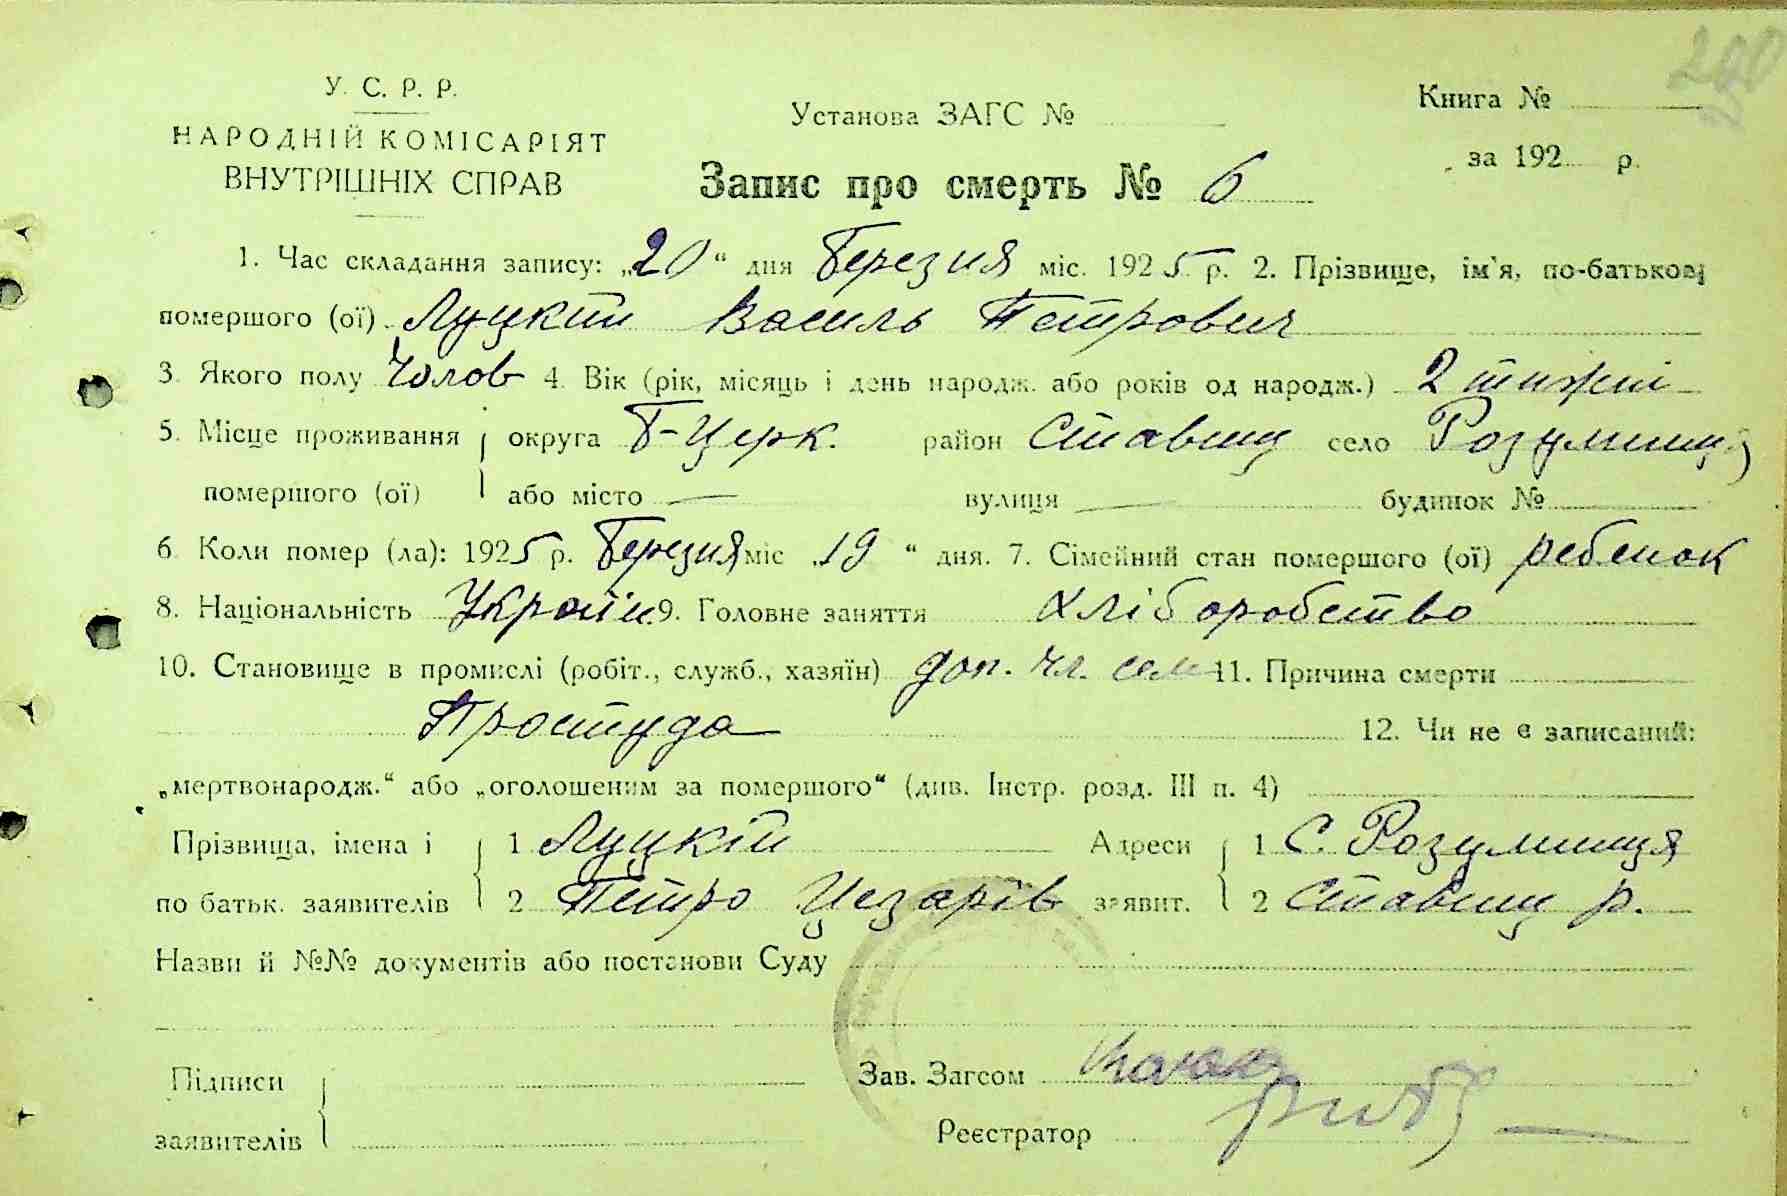 200
У. С. Р. Р.
НАРОДНІЙ КОМІСАРІЯТ
ВНУТРІШНІХ СПРАВ
Установа ЗАГС №
Книга №
за 192 р.
Запис про смерть № 6
1. Час складання запису: „20“ дня Березня міс. 1925 р. 2. Прізвище, ім'я, по-батькові
помершого (ої) Луцкий Василь Петрович
3. Якого полу Чолов 4. Вік (рік, місяць і день народж. або років од народж.) 2 тижні
5. Місце проживання округа Б-Церк. район Ставищ село Розумниц
помершого (ої) або місто — вулиця — будинок №
6. Коли помер (ла): 1925 р. Березня міс „19“ дня. 7. Сімейний стан помершого (ої) ребенок
8. Національність Україн. 9. Головне заняття Хліборобство
10. Становище в промислі (робіт., служб., хазяїн) доп. чл. сем 11. Причина смерти
Простуда 12. Чи не є записаний:
„мертвонародж.“ або „оголошеним за помершого“ (див. Інстр. розд. III п. 4)
Прізвища, імена і 1 Луцкій Адреси 1 С. Розумниця
по батьк. заявителів 2 Петро Цезарів заявит. 2 Ставищ р.
Назви й №№ документів або постанови Суду
Підписи
заявителів
Зав. Загсом
Реєстратор